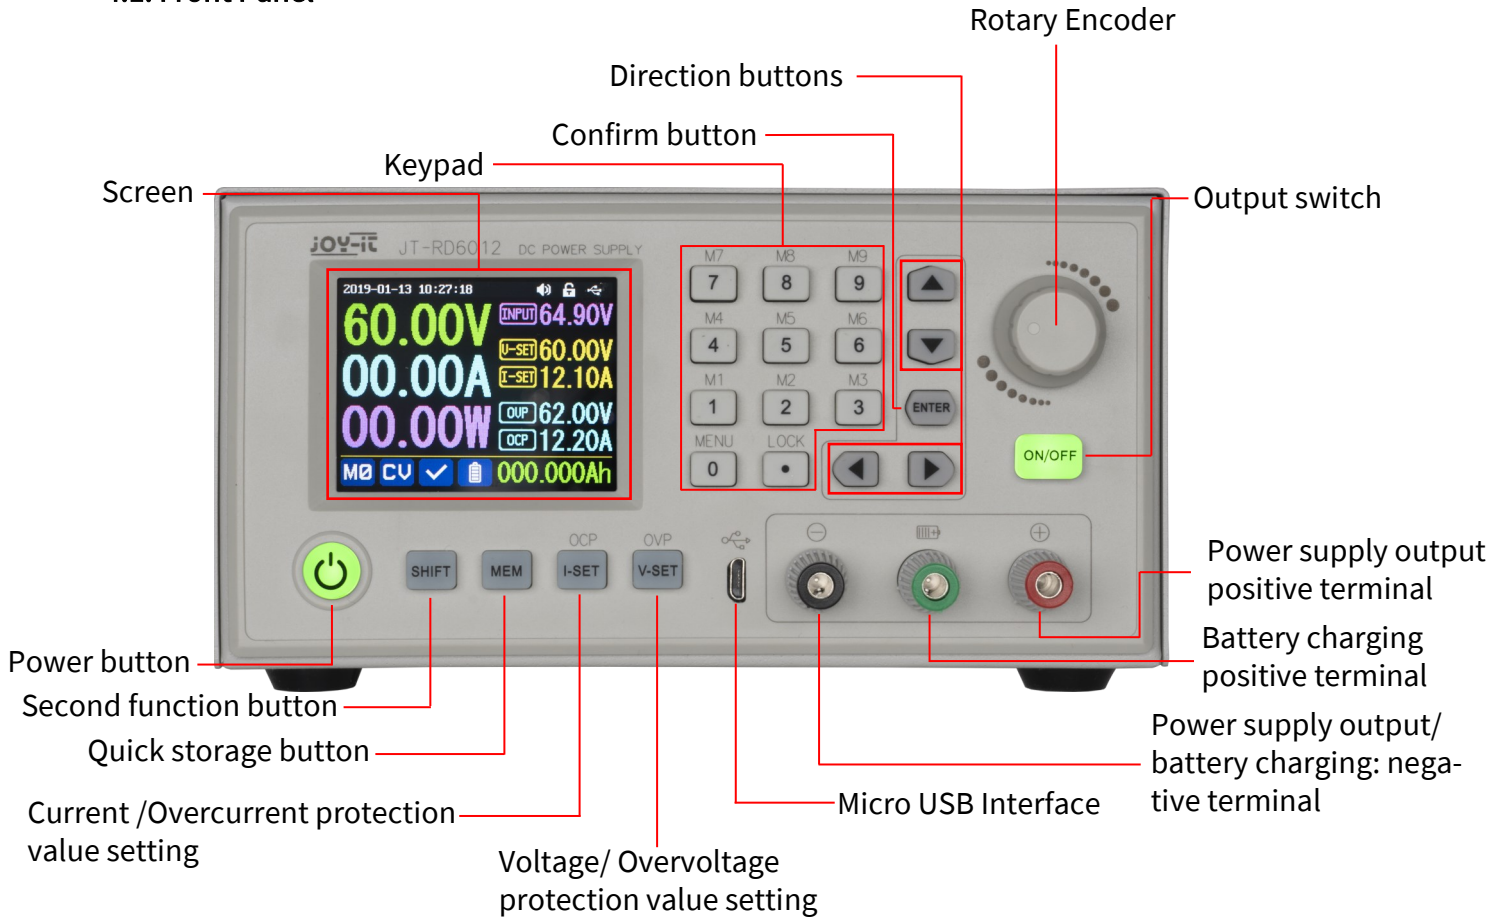 Rotary Encoder
Direction buttons
Confirm button
Keypad
Screen
Output switch
JOY-iT JT-RD6012 DC POWER SUPPLY
2019-01-13 10:27:18
60.00V INPUT 64.90V
V-SET 60.00V
00.00A I-SET 12.10A
00.00W OVP 62.00V
OCP 12.20A
M0 CV 000.000Ah
M7 M8 M9
7 8 9
M4 M5 M6
4 5 6
M1 M2 M3
1 2 3
ENTER
MENU LOCK
0 .
ON/OFF
OCP OVP
SHIFT MEM I-SET V-SET
Power supply output
positive terminal
Battery charging
positive terminal
Power button
Second function button
Quick storage button
Power supply output/
battery charging: nega-
tive terminal
Micro USB Interface
Current /Overcurrent protection
value setting
Voltage/ Overvoltage
protection value setting